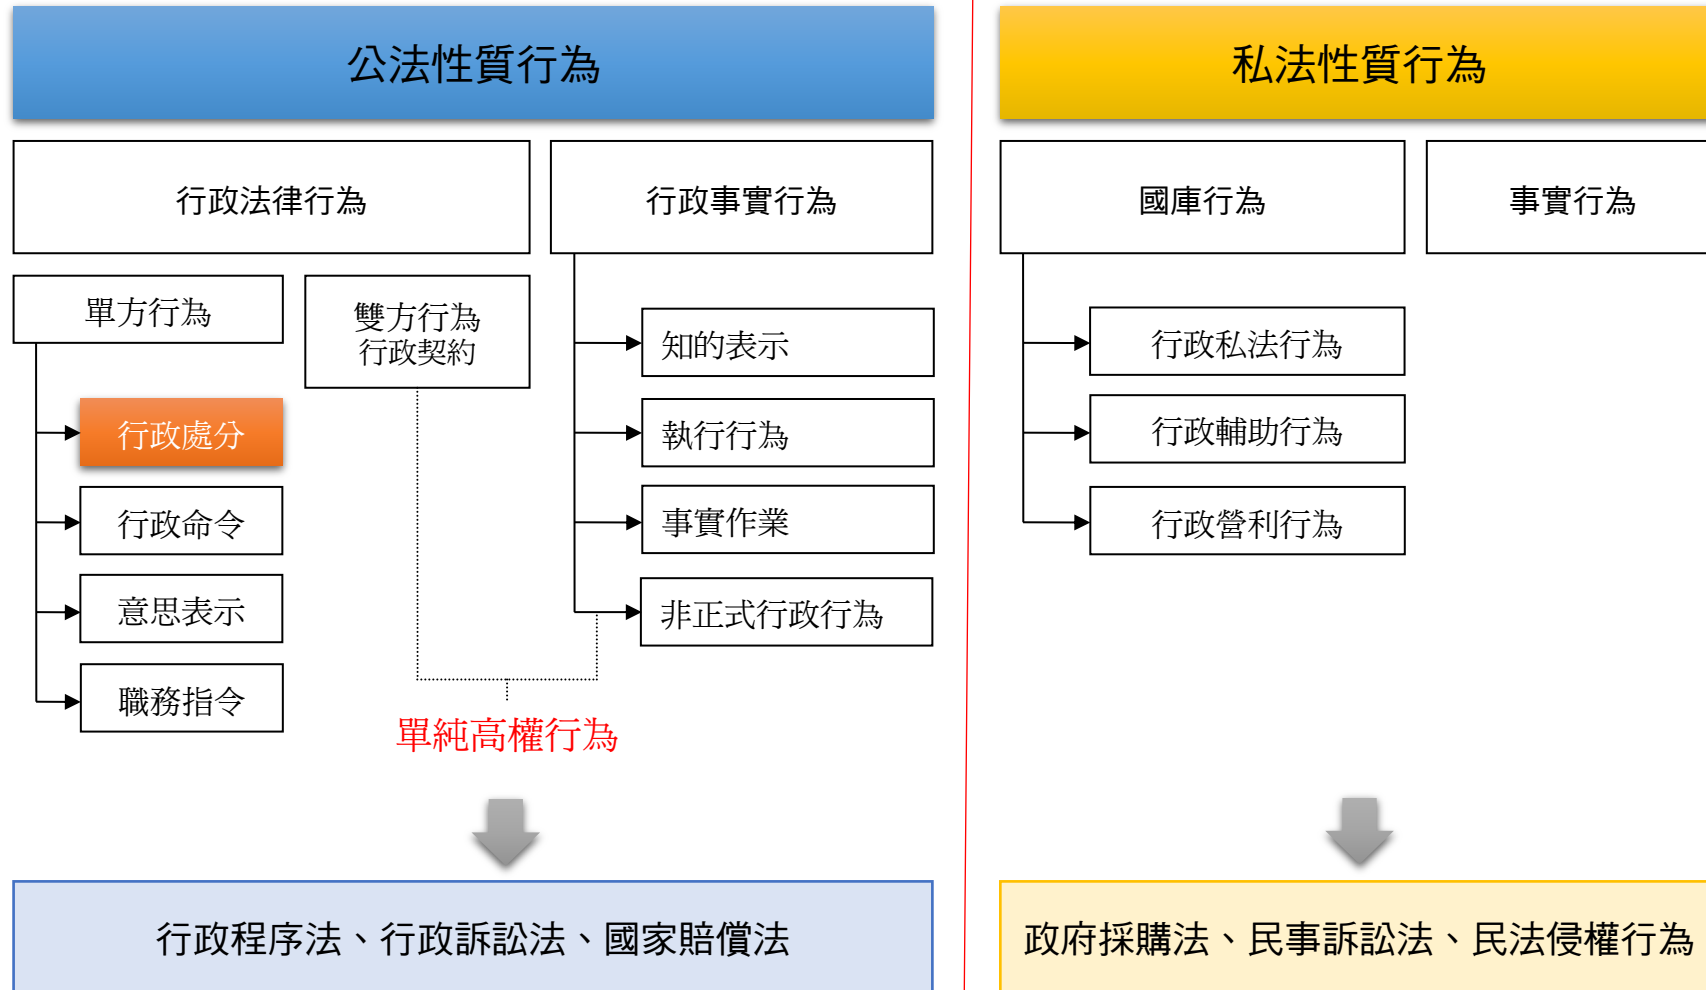 公法性質行為
私法性質行為
行政法律行為
行政事實行為
國庫行為
事實行為
單方行為
雙方行為
行政契約
行政處分
行政命令
意思表示
職務指令
知的表示
執行行為
事實作業
非正式行政行為
單純高權行為
行政私法行為
行政輔助行為
行政營利行為
行政程序法、行政訴訟法、國家賠償法
政府採購法、民事訴訟法、民法侵權行為